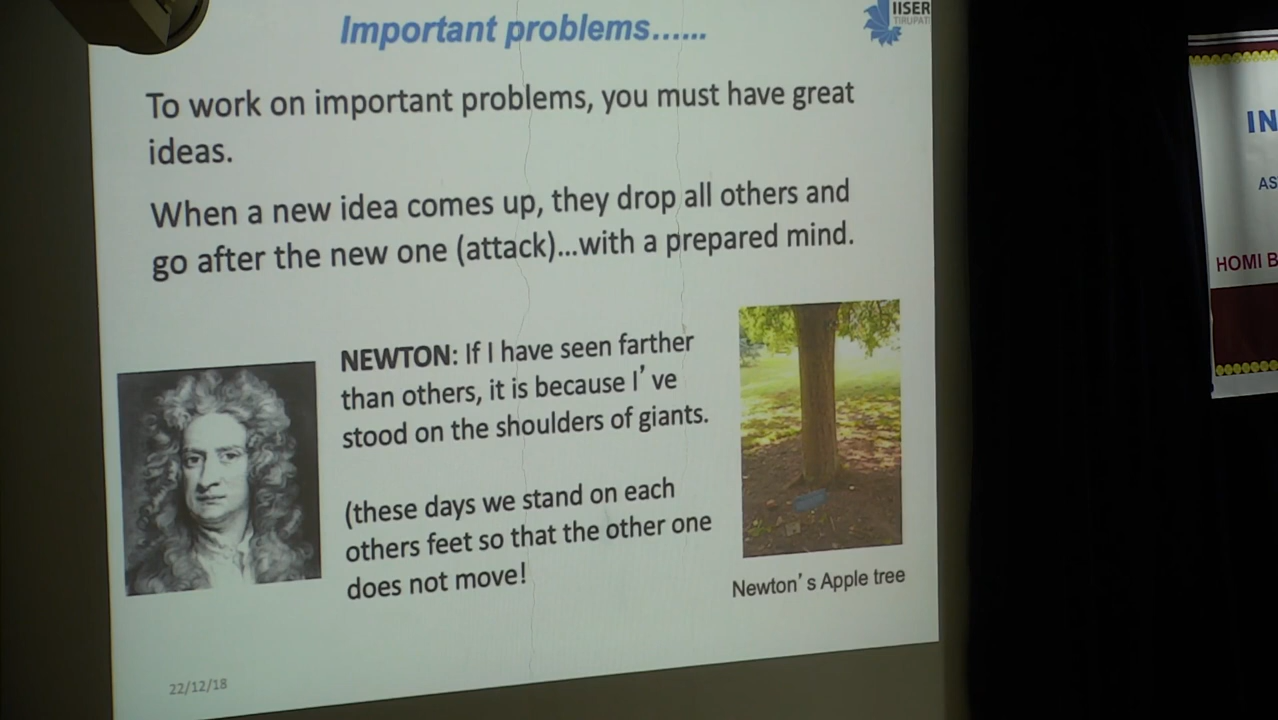 Important problems......
IISER
TIRUPATI
To work on important problems, you must have great
ideas.
When a new idea comes up, they drop all others and
go after the new one (attack)...with a prepared mind.
NEWTON: If I have seen farther
than others, it is because I've
stood on the shoulders of giants.
(these days we stand on each
others feet so that the other one
does not move!
Newton's Apple tree
22/12/18
IN
AS
HOMI B